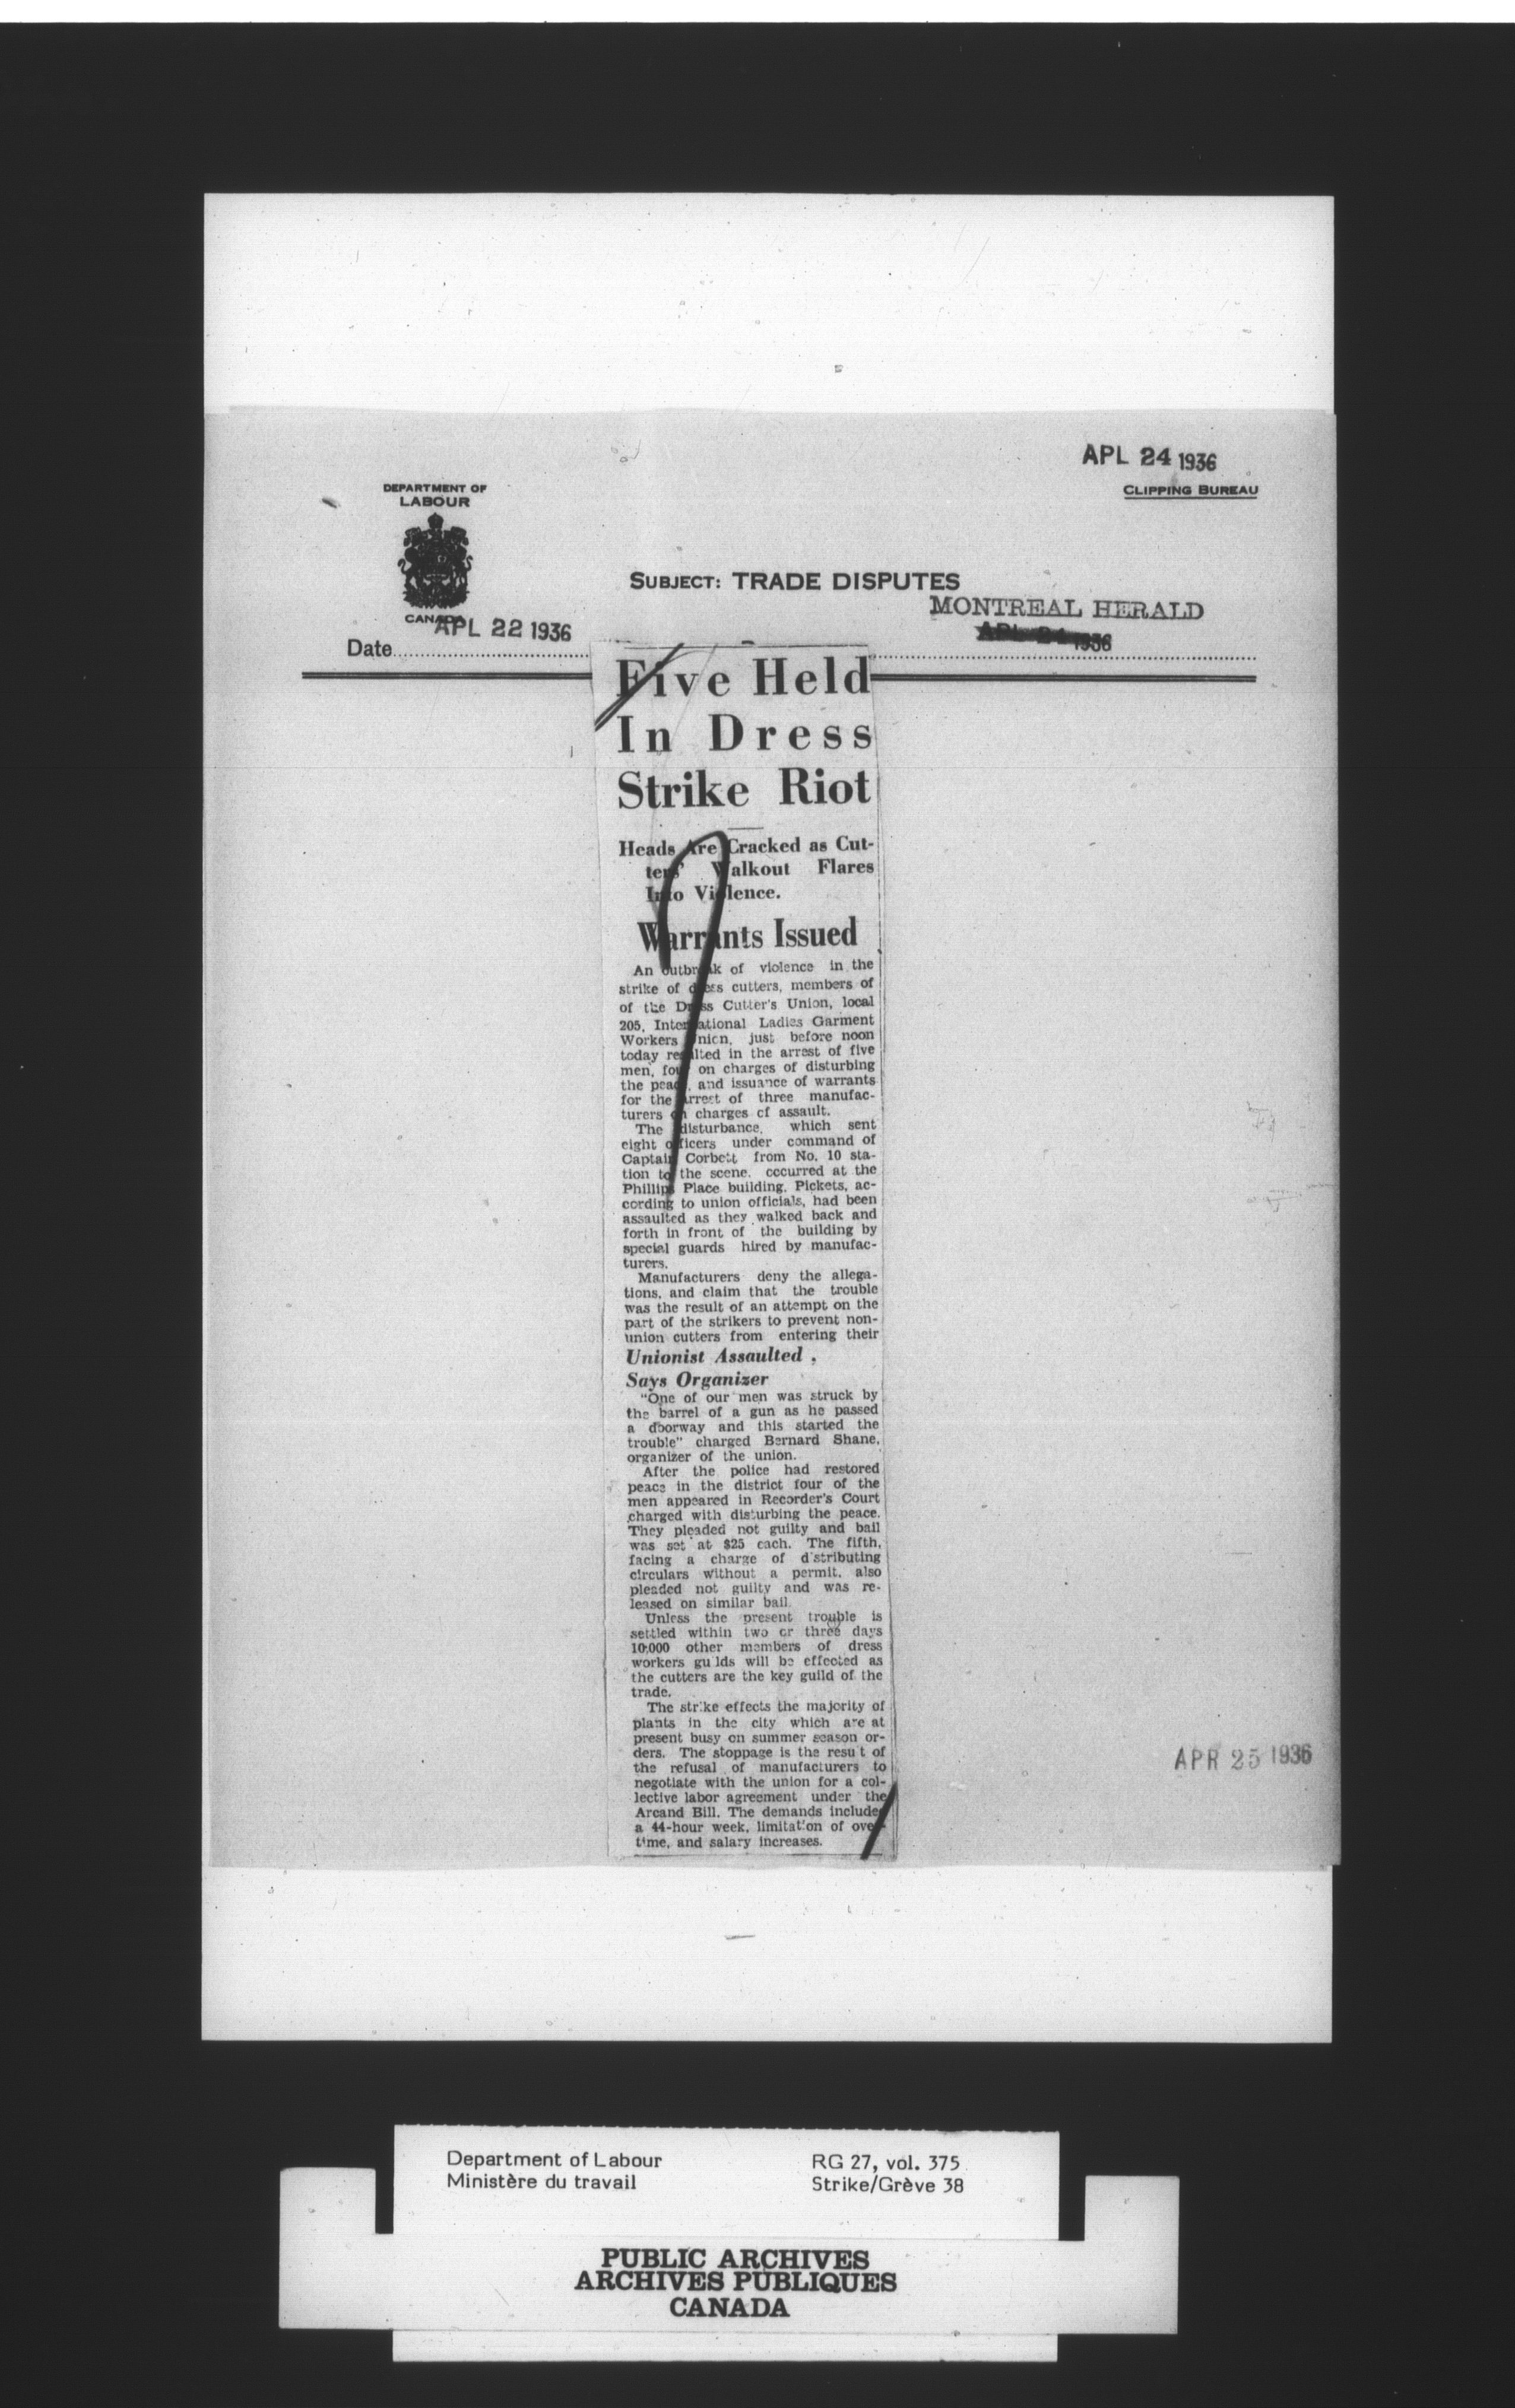 APL 24 1936
CLIPPING BUREAU
DEPARTMENT OF
LABOUR
CANADA
SUBJECT: TRADE DISPUTES
MONTREAL HERALD
APL 24 1936
APL 22 1936
Date
Five Held
In Dress
Strike Riot
Heads Are Cracked as Cut-
ters' Walkout Flares
Into Violence.
Warrants Issued
An outbreak of violence in the
strike of dress cutters, members of
of the Dress Cutter's Union, local
205, International Ladies Garment
Workers Union, just before noon
today resulted in the arrest of five
men, four on charges of disturbing
the peace, and issuance of warrants
for the arrest of three manufac-
turers on charges of assault.
The disturbance, which sent
eight officers under command of
Captain Corbett from No. 10 sta-
tion to the scene, occurred at the
Phillips Place building. Pickets, ac-
cording to union officials, had been
assaulted as they walked back and
forth in front of the building by
special guards hired by manufac-
turers.
Manufacturers deny the allega-
tions, and claim that the trouble
was the result of an attempt on the
part of the strikers to prevent non-
union cutters from entering their
Unionist Assaulted,
Says Organizer
"One of our men was struck by
the barrel of a gun as he passed
a doorway and this started the
trouble" charged Bernard Shane,
organizer of the union.
After the police had restored
peace in the district four of the
men appeared in Recorder's Court
charged with disturbing the peace.
They pleaded not guilty and bail
was set at $25 each. The fifth,
facing a charge of d'stributing
circulars without a permit, also
pleaded not guilty and was re-
leased on similar bail.
Unless the present trouble is
settled within two or three days
10,000 other members of dress
workers gu lds will be effected as
the cutters are the key guild of the
trade.
The strike effects the majority of
plants in the city which are at
present busy on summer season or-
ders. The stoppage is the resu t of
the refusal of manufacturers to
negotiate with the union for a col-
lective labor agreement under the
Arcand Bill. The demands includes
a 44-hour week, limitation of over-
time, and salary increases.
APR 25 1936
Department of Labour
Ministère du travail
RG 27, vol. 375
Strike/Grève 38
PUBLIC ARCHIVES
ARCHIVES PUBLIQUES
CANADA